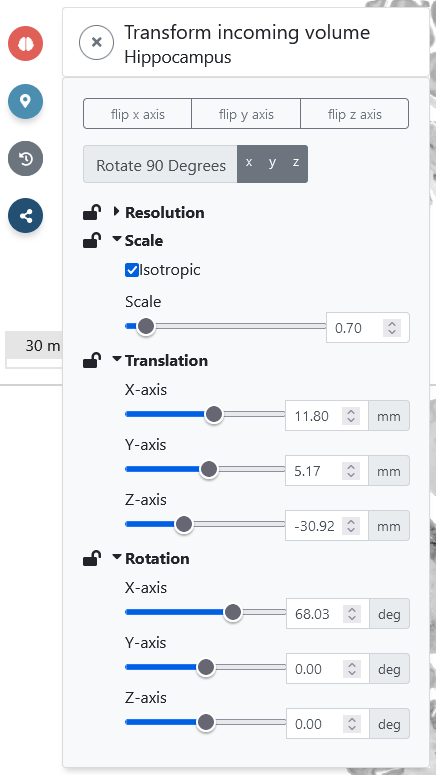 Transform incoming volume
Hippocampus
flip x axis flip y axis flip z axis
Rotate 90 Degrees x y z
Resolution
Scale
Isotropic
Scale
0.70
30 m
Translation
X-axis
11.80 mm
Y-axis
5.17 mm
Z-axis
-30.92 mm
Rotation
X-axis
68.03 deg
Y-axis
0.00 deg
Z-axis
0.00 deg